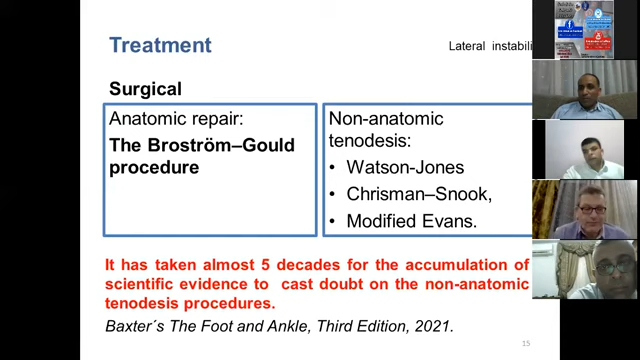 Treatment
Lateral instabili
Surgical
Anatomic repair:
The Broström–Gould
procedure
Non-anatomic
tenodesis:
• Watson-Jones
• Chrisman–Snook,
• Modified Evans.
It has taken almost 5 decades for the accumulation of
scientific evidence to cast doubt on the non-anatomic
tenodesis procedures.
Baxter´s The Foot and Ankle, Third Edition, 2021.
15